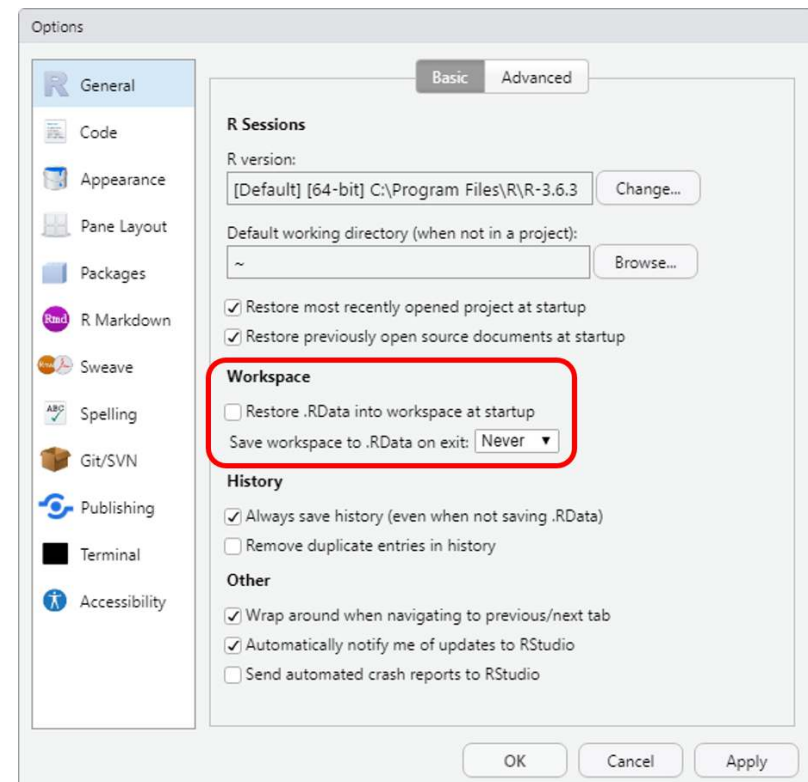 Options
General
Code
Appearance
Pane Layout
Packages
Rmd R Markdown
Sweave
ABC Spelling
Git/SVN
Publishing
Terminal
Accessibility
Basic Advanced
R Sessions
R version:
[Default] [64-bit] C:\Program Files\R\R-3.6.3 Change...
Default working directory (when not in a project):
~ Browse...
Restore most recently opened project at startup
Restore previously open source documents at startup
Workspace
Restore .RData into workspace at startup
Save workspace to .RData on exit: Never
History
Always save history (even when not saving .RData)
Remove duplicate entries in history
Other
Wrap around when navigating to previous/next tab
Automatically notify me of updates to RStudio
Send automated crash reports to RStudio
OK Cancel Apply